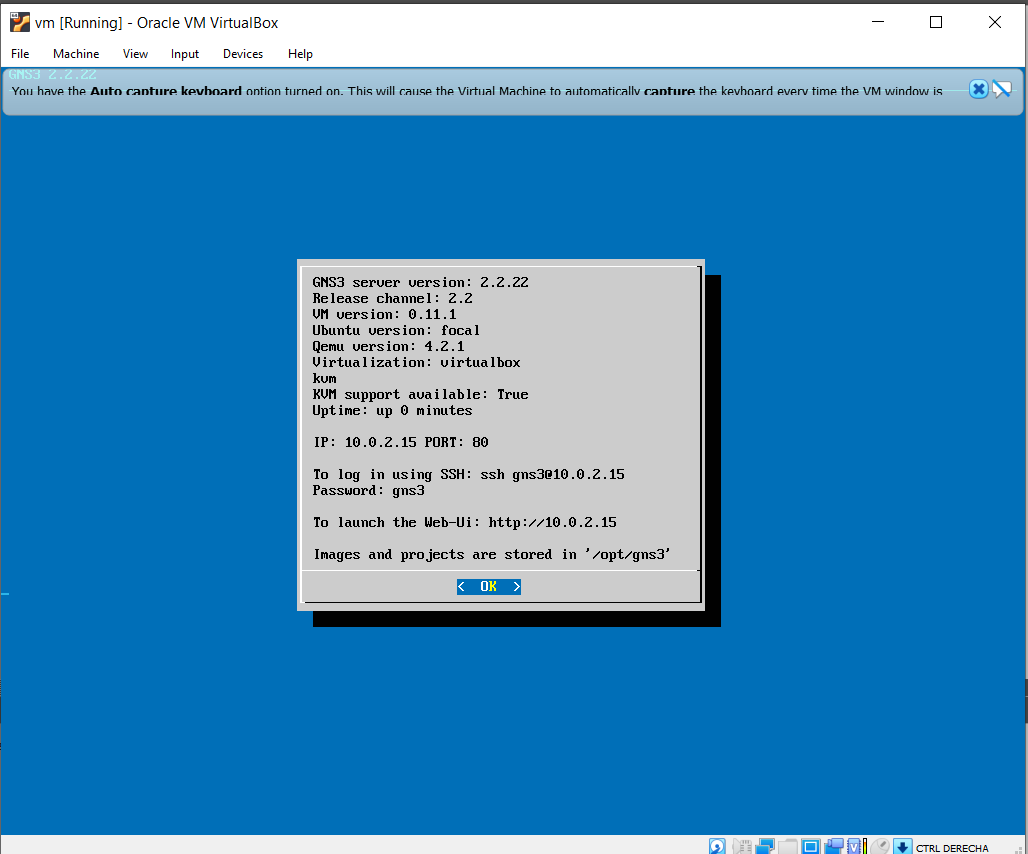 vm [Running] - Oracle VM VirtualBox
File Machine View Input Devices Help
GNS3 2.2.22
You have the Auto capture keyboard option turned on. This will cause the Virtual Machine to automatically capture the keyboard every time the VM window is
GNS3 server version: 2.2.22
Release channel: 2.2
VM version: 0.11.1
Ubuntu version: focal
Qemu version: 4.2.1
Virtualization: virtualbox
kvm
KVM support available: True
Uptime: up 0 minutes
IP: 10.0.2.15 PORT: 80
To log in using SSH: ssh gns3@10.0.2.15
Password: gns3
To launch the Web-Ui: http://10.0.2.15
Images and projects are stored in '/opt/gns3'
< OK >
CTRL DERECHA